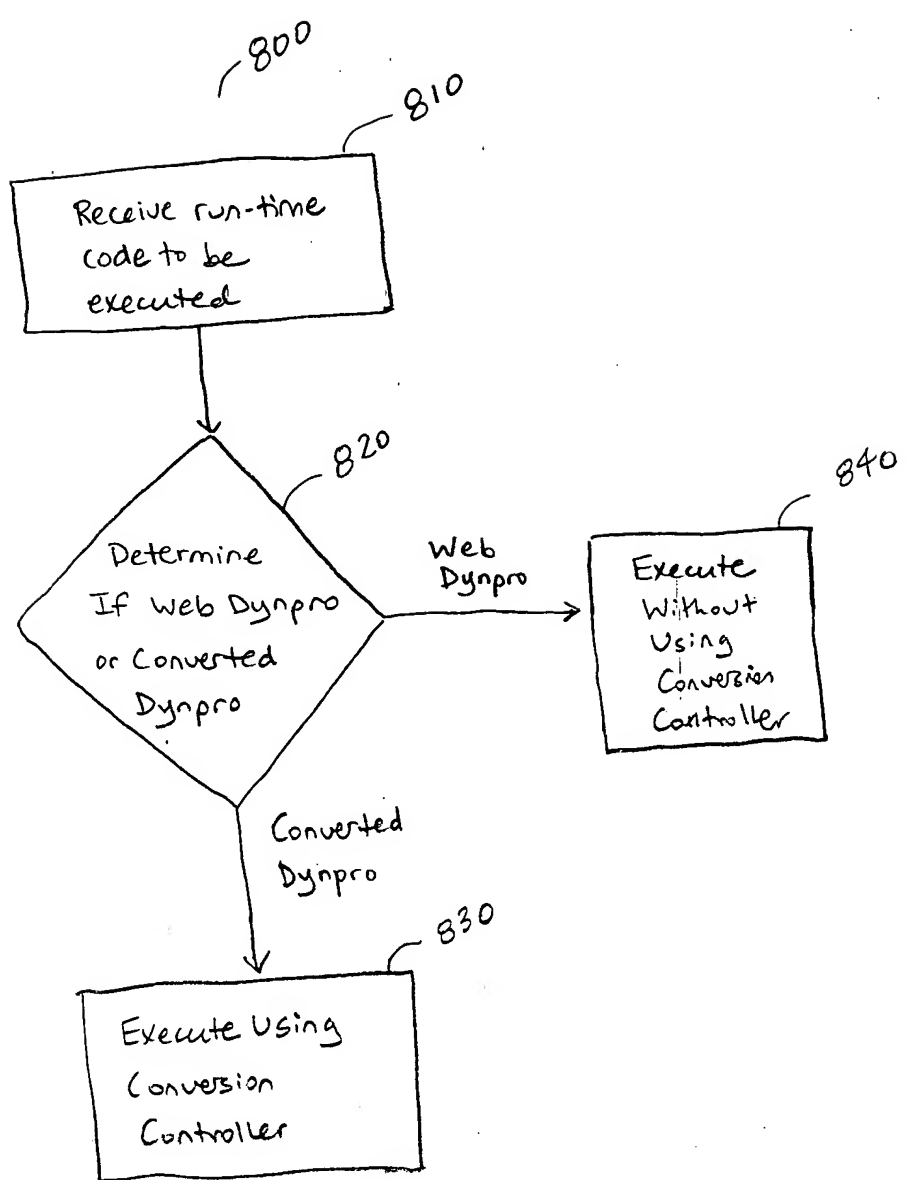 800
810
Receive run-time
code to be
executed
820
Determine
If Web Dynpro
or Converted
Dynpro
Web
Dynpro
840
Execute
Without
Using
Conversion
Controller
Converted
Dynpro
830
Execute Using
Conversion
Controller